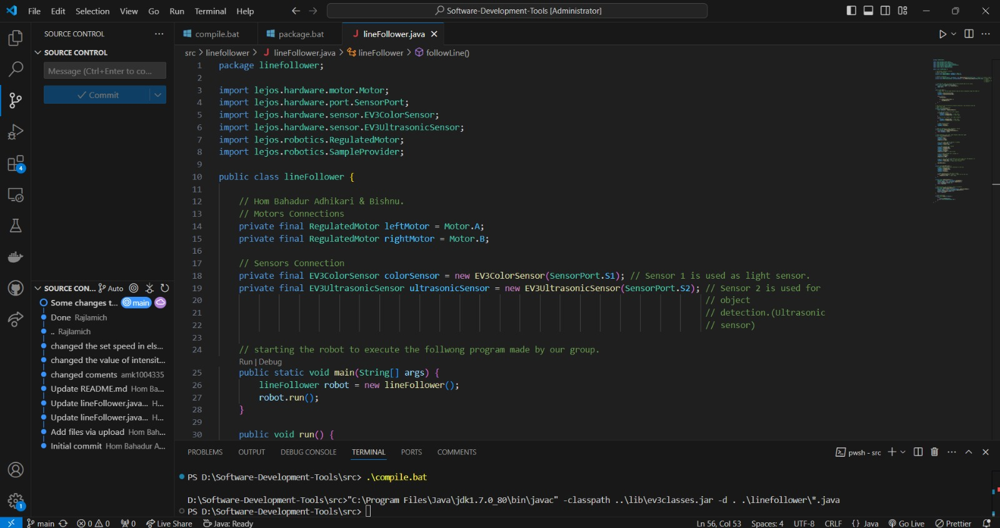 File Edit Selection View Go Run Terminal Help
Software-Development-Tools [Administrator]
SOURCE CONTROL
SOURCE CONTROL
Message (Ctrl+Enter to co...
Commit
4
SOURCE CON... Auto
Some changes t... main
Done Rajlamich
.. Rajlamich
changed the set speed in els...
changed the value of intensit...
changed coments amk1004335
Update README.md Hom Ba...
Update lineFollower.java... H...
Update lineFollower.java... H...
Add files via upload Hom Bah...
Initial commit Hom Bahadur A...
1
compile.bat package.bat lineFollower.java
src > linefollower > lineFollower.java > lineFollower > followLine()
1 package linefollower;
2
3 import lejos.hardware.motor.Motor;
4 import lejos.hardware.port.SensorPort;
5 import lejos.hardware.sensor.EV3ColorSensor;
6 import lejos.hardware.sensor.EV3UltrasonicSensor;
7 import lejos.robotics.RegulatedMotor;
8 import lejos.robotics.SampleProvider;
9
10 public class lineFollower {
11
12 // Hom Bahadur Adhikari & Bishnu.
13 // Motors Connections
14 private final RegulatedMotor leftMotor = Motor.A;
15 private final RegulatedMotor rightMotor = Motor.B;
16
17 // Sensors Connection
18 private final EV3ColorSensor colorSensor = new EV3ColorSensor(SensorPort.S1); // Sensor 1 is used as light sensor.
19 private final EV3UltrasonicSensor ultrasonicSensor = new EV3UltrasonicSensor(SensorPort.S2); // Sensor 2 is used for
20 // object
21 // detection.(Ultrasonic
22 // sensor)
23
24 // starting the robot to execute the follwong program made by our group.
Run | Debug
25 public static void main(String[] args) {
26 lineFollower robot = new lineFollower();
27 robot.run();
28 }
29
30 public void run() {
PROBLEMS OUTPUT DEBUG CONSOLE TERMINAL PORTS COMMENTS
pwsh - src
PS D:\Software-Development-Tools\src> .\compile.bat
D:\Software-Development-Tools\src>"C:\Program Files\Java\jdk1.7.0_80\bin\javac" -classpath ..\lib\ev3classes.jar -d . .\linefollower\*.java
PS D:\Software-Development-Tools\src>
main 0 0 0 Live Share Java: Ready
Ln 56, Col 53 Spaces: 4 UTF-8 CRLF {} Java Go Live Prettier